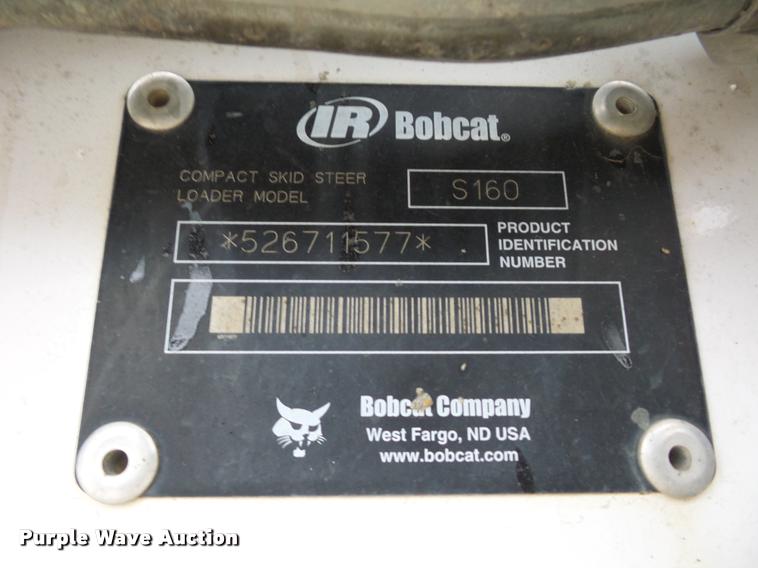 IR Bobcat®
COMPACT SKID STEER
LOADER MODEL
S160
*526711577*
PRODUCT
IDENTIFICATION
NUMBER
Bobcat Company
West Fargo, ND USA
www.bobcat.com
Purple Wave Auction